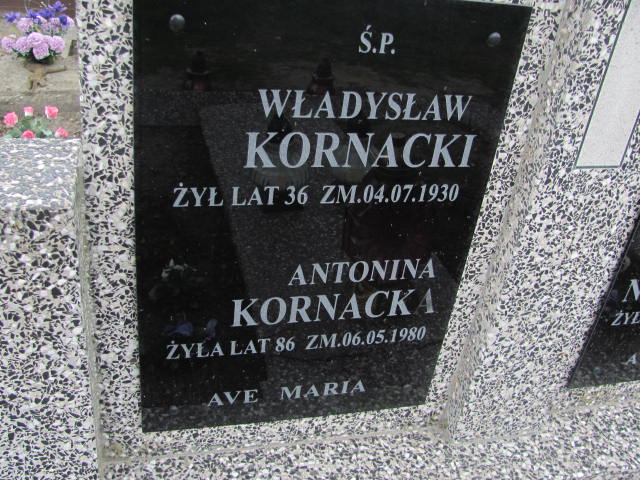 Ś.P.
WŁADYSŁAW
KORNACKI
ŻYŁ LAT 36 ZM.04.07.1930
ANTONINA
KORNACKA
ŻYŁA LAT 86 ZM.06.05.1980
AVE MARIA